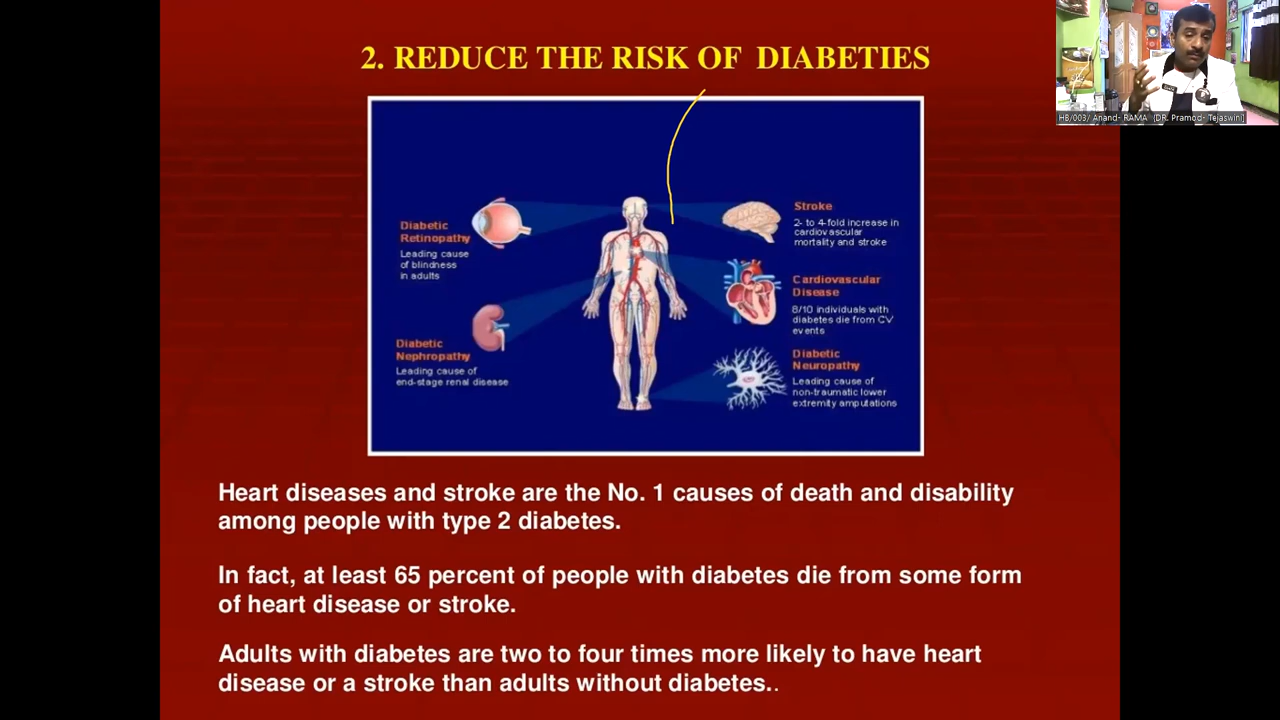 2. REDUCE THE RISK OF DIABETIES
HB/003/ Anand- RAMA (DR. Pramod- Tejaswini)
Diabetic
Retinopathy
Leading cause
of blindness
in adults
Diabetic
Nephropathy
Leading cause of
end-stage renal disease
Stroke
2- to 4-fold increase in
cardiovascular
mortality and stroke
Cardiovascular
Disease
8/10 individuals with
diabetes die from CV
events
Diabetic
Neuropathy
Leading cause of
non-traumatic lower
extremity amputations
Heart diseases and stroke are the No. 1 causes of death and disability
among people with type 2 diabetes.
In fact, at least 65 percent of people with diabetes die from some form
of heart disease or stroke.
Adults with diabetes are two to four times more likely to have heart
disease or a stroke than adults without diabetes..